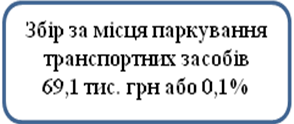 Збір за місця паркування
транспортних засобів
69,1 тис. грн або 0,1%